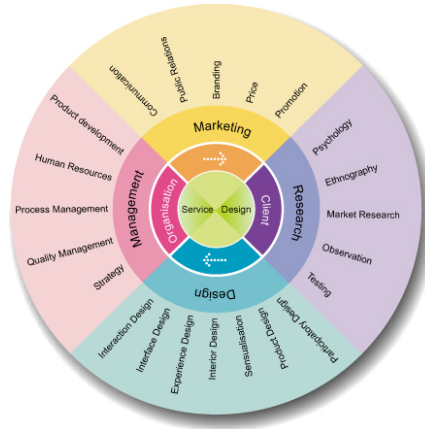 Communication
Public Relations
Branding
Price
Promotion
Marketing
Product development
Human Resources
Process Management
Quality Management
Strategy
Management
Organisation
Service Design
Client
Research
Psychology
Ethnography
Market Research
Observation
Testing
Design
Interaction Design
Interface Design
Experience Design
Interior Design
Sensualisation
Product Design
Participatory Design